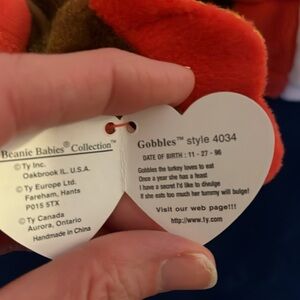 Beanie Babies® Collection™
© Ty Inc.
Oakbrook IL. U.S.A.
© Ty Europe Ltd.
Fareham, Hants
P015 5TX
© Ty Canada
Aurora, Ontario
Handmade in China
Gobbles™ style 4034
DATE OF BIRTH : 11 - 27 - 96
Gobbles the turkey loves to eat
Once a year she has a feast
I have a secret I'd like to divulge
If she eats too much her tummy will bulge!
Visit our web page!!!
http://www.ty.com